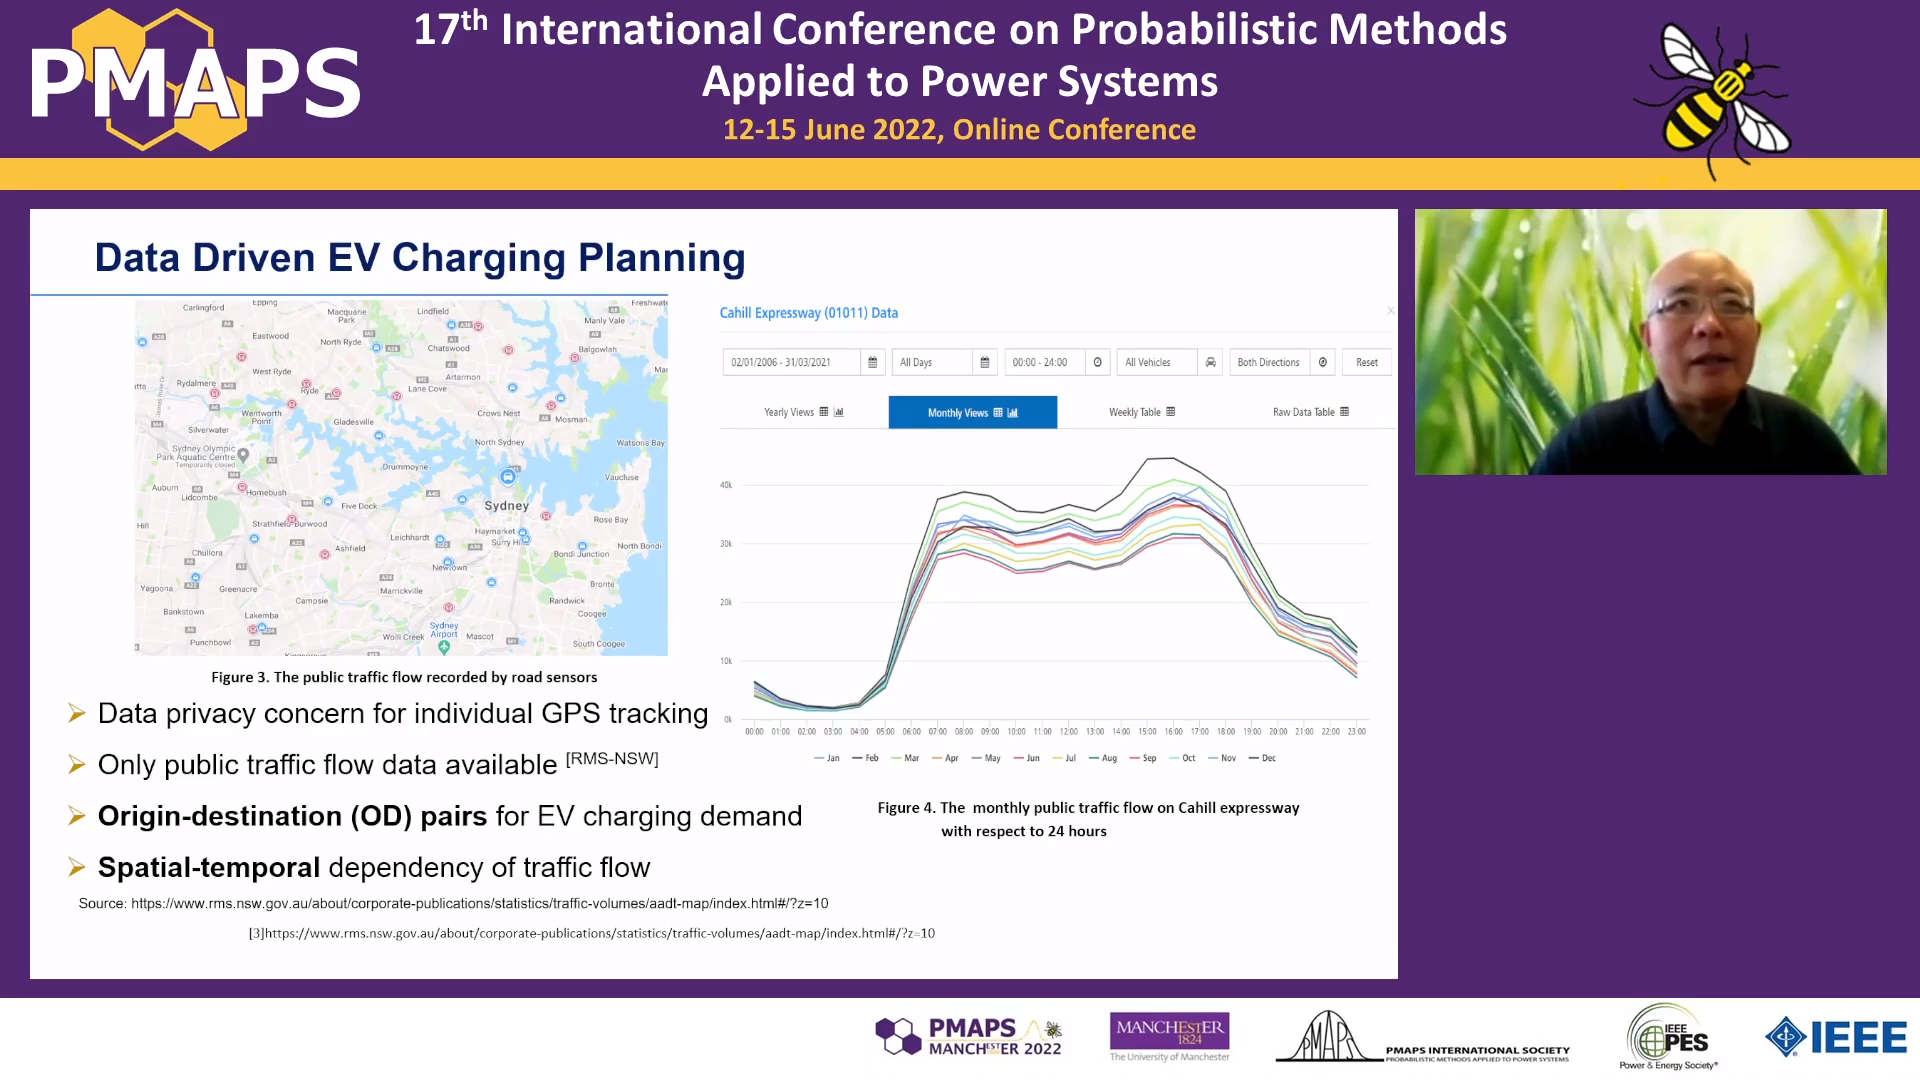 PMAPS
17th International Conference on Probabilistic Methods
Applied to Power Systems
12-15 June 2022, Online Conference
Data Driven EV Charging Planning
Carlingford
Epping
Macquarie
Park
Lindfield
Freshwate
Manly Vale
Eastwood
North Ryde
Chatswood
Balgowlah
West Ryde
Artarmon
Rydalmere
Ryde
Lane Cove
Wentworth
Point
Gladesville
Crows Nest
Mosman
Silverwater
North Sydney
Watsons Bay
Sydney Olympic
Park Aquatic Centre
Temporarily closed
Drummoyne
Vaucluse
Auburn
Lidcombe
Homebush
Five Dock
Sydney
Hill
Strathfield
Burwood
Rose Bay
Leichhardt
Haymarket
Surry Hill
Chullora
Ashfield
Bondi Junction
North Bondi
Newtown
Yagoona
Greenacre
Marrickville
Bronte
Bankstown
Campsie
Randwick
Lakemba
Coogee
Punchbowl
Sydney
Airport
Wolli Creek
Mascot
South Coogee
Figure 3. The public traffic flow recorded by road sensors
Cahill Expressway (01011) Data
02/01/2006 - 31/03/2021
All Days
00:00 - 24:00
All Vehicles
Both Directions
Reset
Yearly Views
Monthly Views
Weekly Table
Raw Data Table
40k
30k
20k
10k
0k
00:00 01:00 02:00 03:00 04:00 05:00 06:00 07:00 08:00 09:00 10:00 11:00 12:00 13:00 14:00 15:00 16:00 17:00 18:00 19:00 20:00 21:00 22:00 23:00
Jan Feb Mar Apr May Jun Jul Aug Sep Oct Nov Dec
Figure 4. The monthly public traffic flow on Cahill expressway
with respect to 24 hours
Data privacy concern for individual GPS tracking
Only public traffic flow data available [RMS-NSW]
Origin-destination (OD) pairs for EV charging demand
Spatial-temporal dependency of traffic flow
Source: https://www.rms.nsw.gov.au/about/corporate-publications/statistics/traffic-volumes/aadt-map/index.html#/?z=10
[3]https://www.rms.nsw.gov.au/about/corporate-publications/statistics/traffic-volumes/aadt-map/index.html#/?z=10
PMAPS
MANCHESTER 2022
MANCHESTER
1824
The University of Manchester
PMAPS
PMAPS INTERNATIONAL SOCIETY
PROBABILISTIC METHODS APPLIED TO POWER SYSTEMS
IEEE
PES
Power & Energy Society®
IEEE